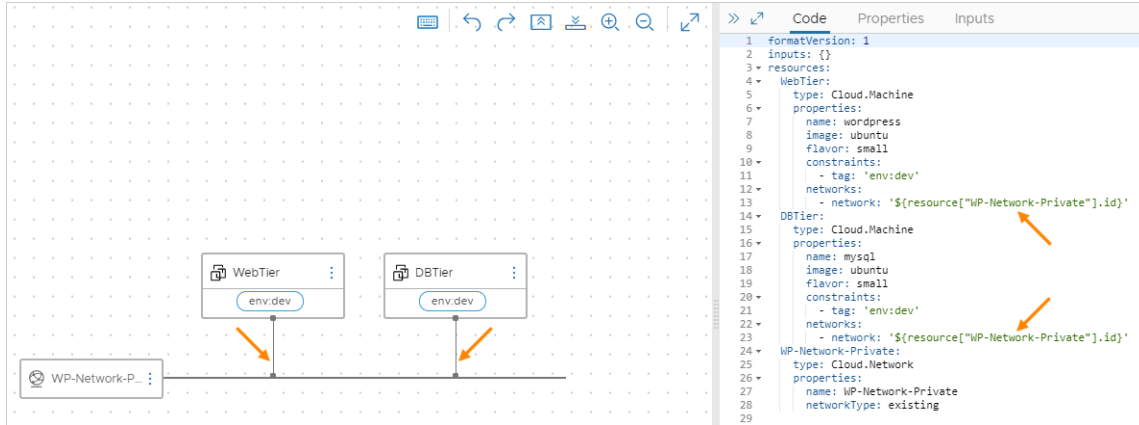 Code Properties Inputs
1 formatVersion: 1
2 inputs: {}
3 resources:
4 WebTier:
5 type: Cloud.Machine
6 properties:
7 name: wordpress
8 image: ubuntu
9 flavor: small
10 constraints:
11 - tag: 'env:dev'
12 networks:
13 - network: '${resource["WP-Network-Private"].id}'
14 DBTier:
15 type: Cloud.Machine
16 properties:
17 name: mysql
18 image: ubuntu
19 flavor: small
20 constraints:
21 - tag: 'env:dev'
22 networks:
23 - network: '${resource["WP-Network-Private"].id}'
24 WP-Network-Private:
25 type: Cloud.Network
26 properties:
27 name: WP-Network-Private
28 networkType: existing
29
WebTier
env:dev
DBTier
env:dev
WP-Network-P...